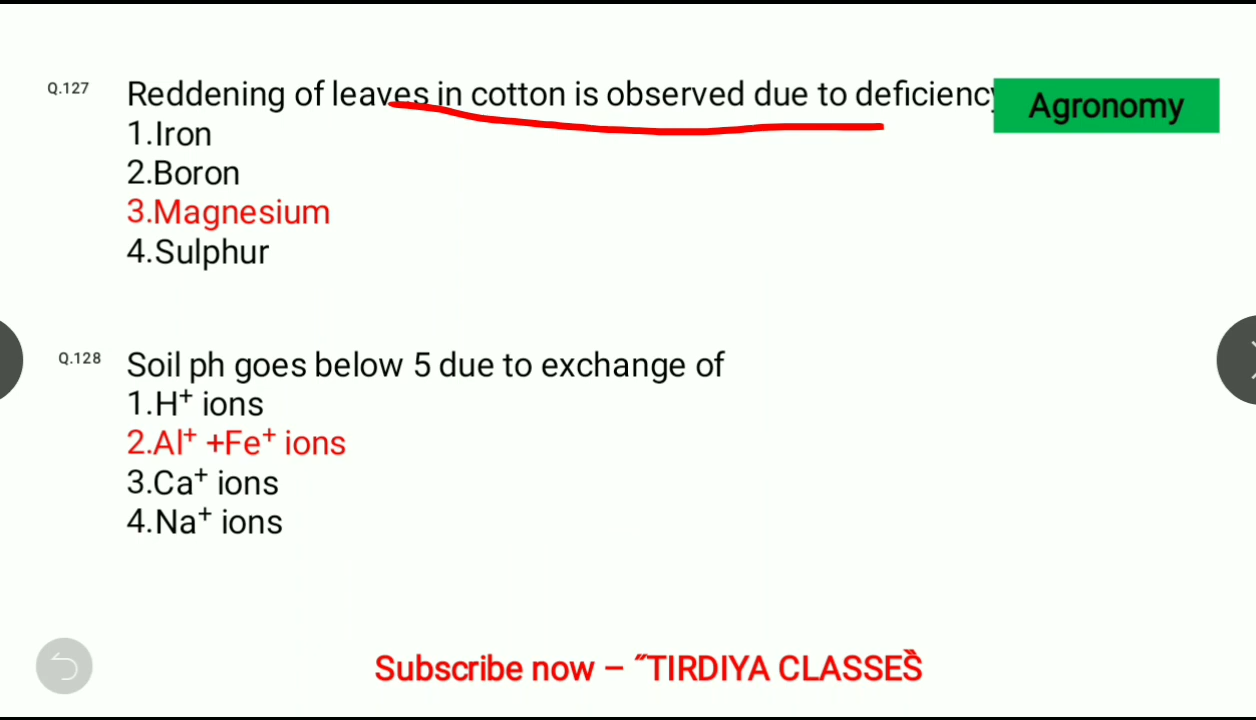 Q.127 Reddening of leaves in cotton is observed due to deficiency
Agronomy
1.Iron
2.Boron
3.Magnesium
4.Sulphur
Q.128 Soil ph goes below 5 due to exchange of
1.H⁺ ions
2.Al⁺ +Fe⁺ ions
3.Ca⁺ ions
4.Na⁺ ions
Subscribe now – ˝TIRDIYA CLASSES̏